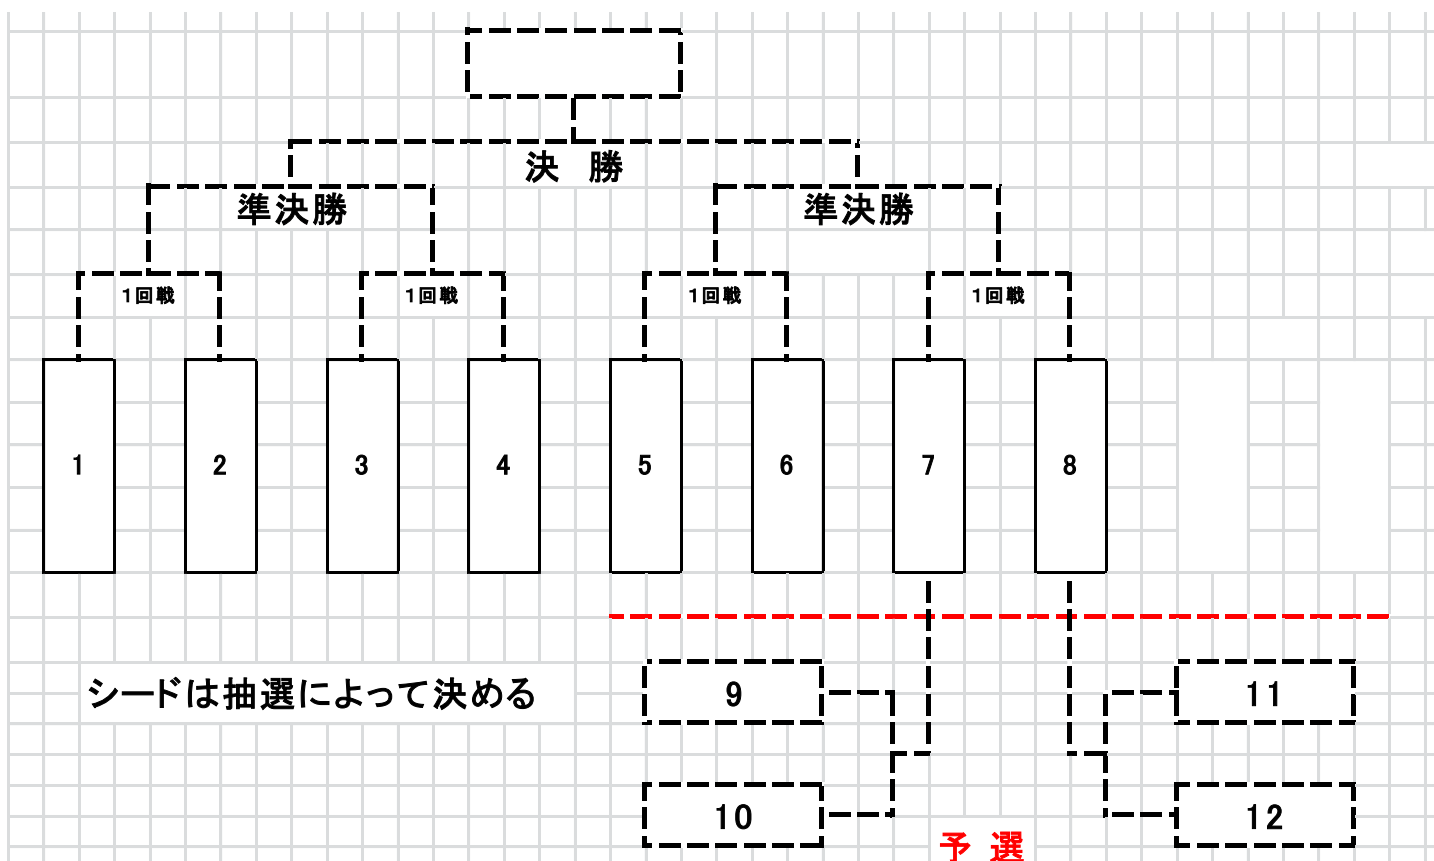 決 勝
準決勝 準決勝
1回戦 1回戦 1回戦 1回戦
1 2 3 4 5 6 7 8
シードは抽選によって決める 9 11
10 12
予 選